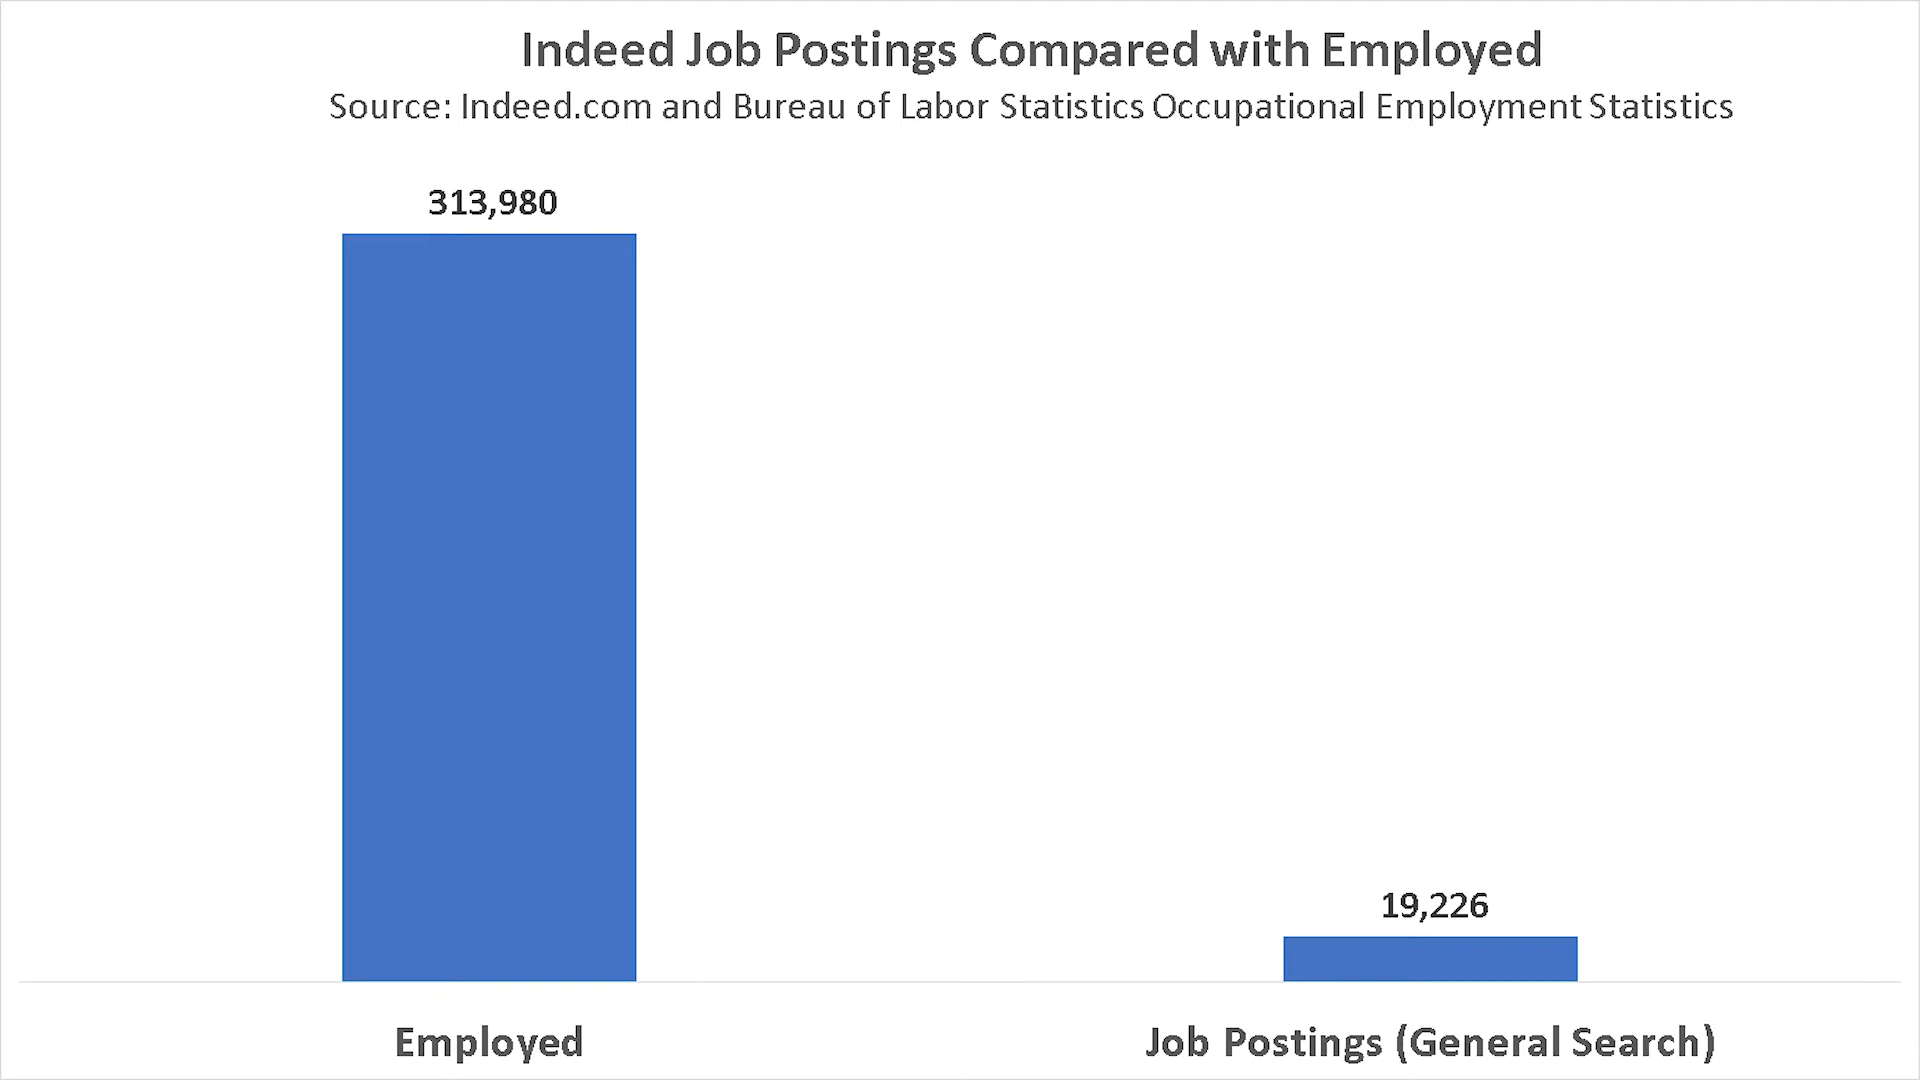 Indeed Job Postings Compared with Employed
Source: Indeed.com and Bureau of Labor Statistics Occupational Employment Statistics
313,980
19,226
Employed
Job Postings (General Search)